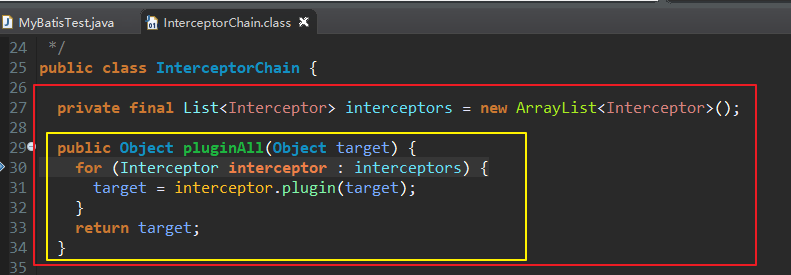 MyBatisTest.java InterceptorChain.class
24 */
25 public class InterceptorChain {
26
27 private final List<Interceptor> interceptors = new ArrayList<Interceptor>();
28
29 public Object pluginAll(Object target) {
30 for (Interceptor interceptor : interceptors) {
31 target = interceptor.plugin(target);
32 }
33 return target;
34 }
35